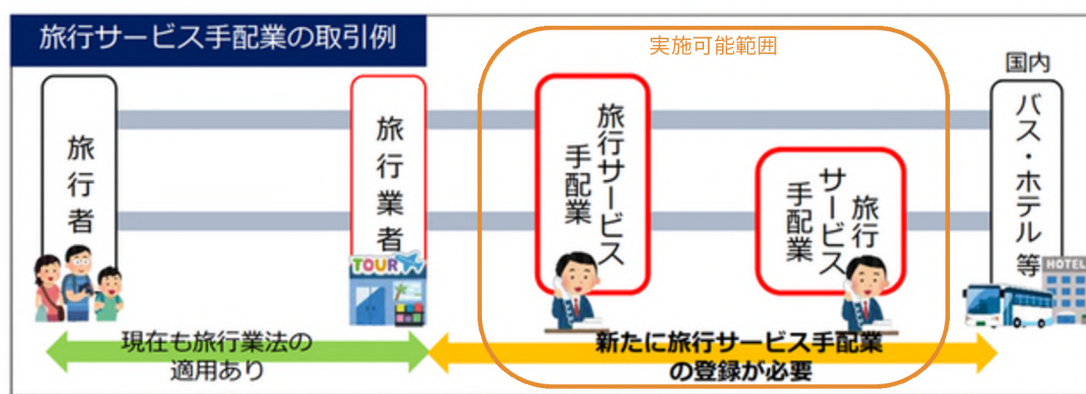 旅行サービス手配業の取引例
実施可能範囲
国内
旅行者
旅行業者
旅行サービス
手配業
旅行
サービス
手配業
バス・ホテル等
TOUR
HOTEL
現在も旅行業法の
適用あり
新たに旅行サービス手配業
の登録が必要